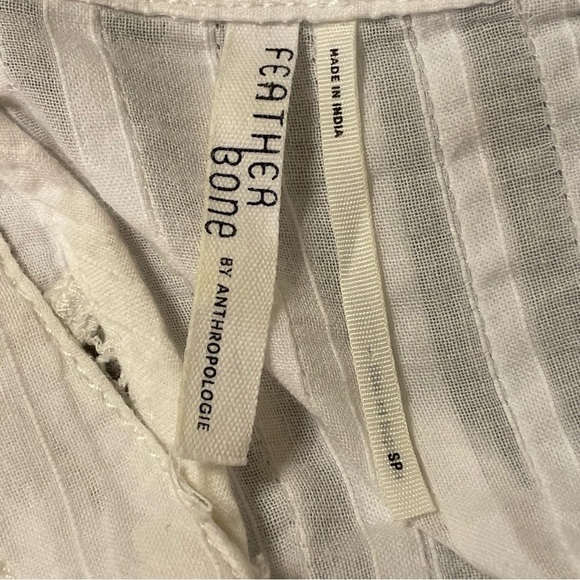 FEATHER
BONE
BY ANTHROPOLOGIE
MADE IN INDIA
SP